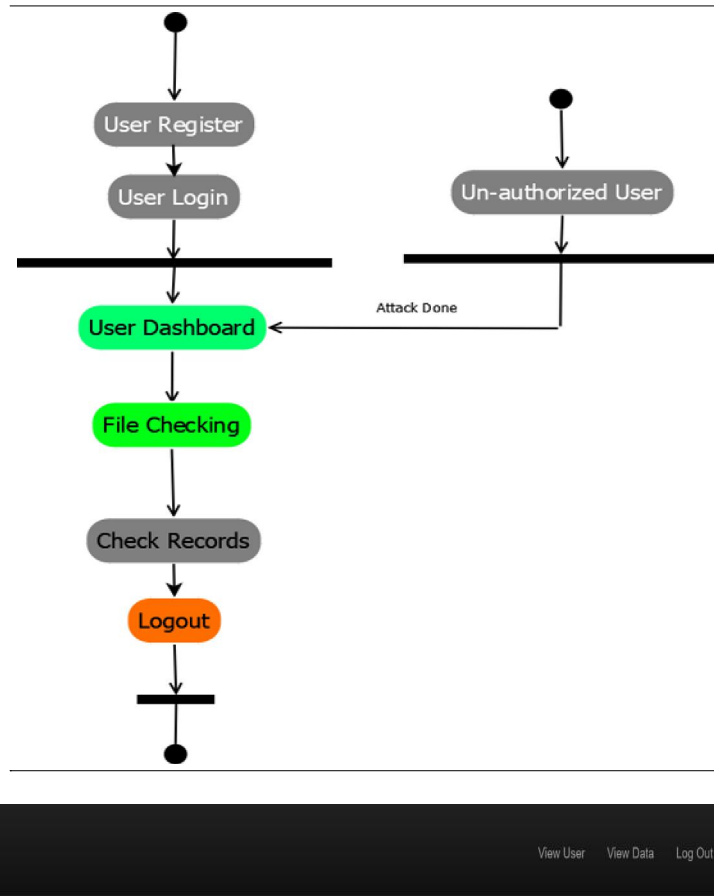 User Register
User Login
Un-authorized User
Attack Done
User Dashboard
File Checking
Check Records
Logout
View User View Data Log Out